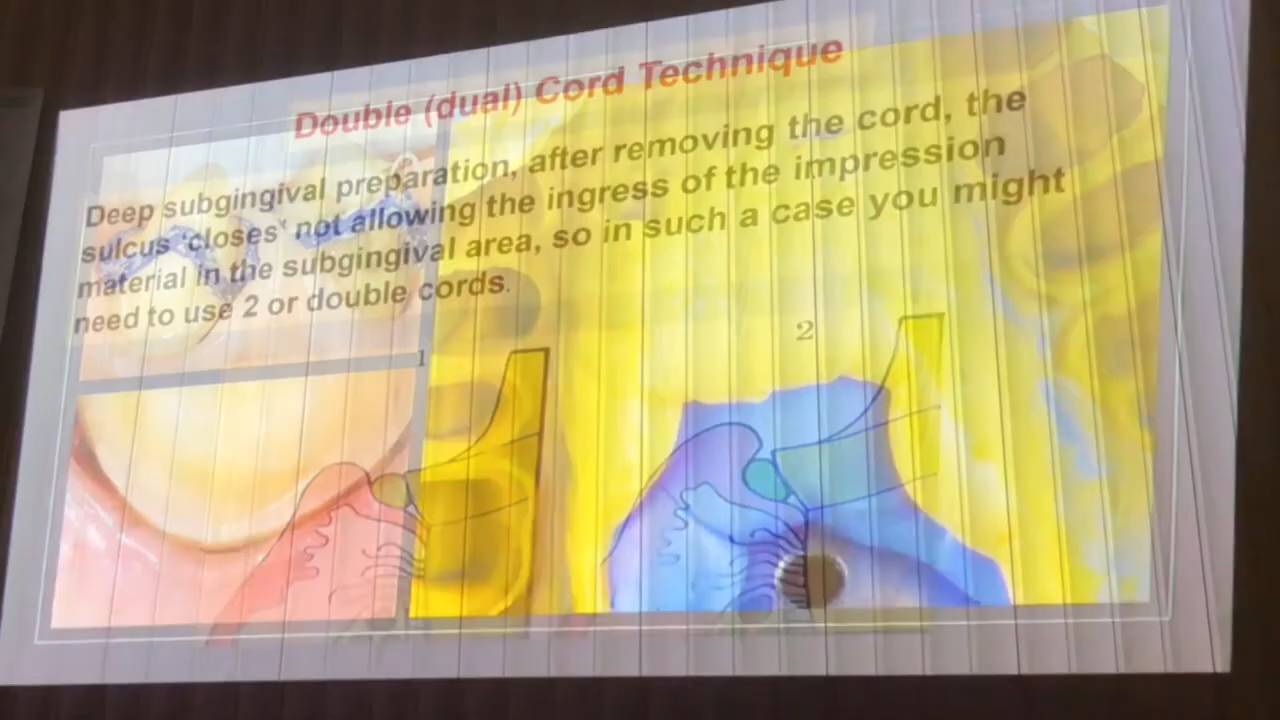 Double (dual) Cord Technique
Deep subgingival preparation, after removing the cord, the
sulcus 'closes' not allowing the ingress of the impression
material in the subgingival area, so in such a case you might
need to use 2 or double cords.
1
2